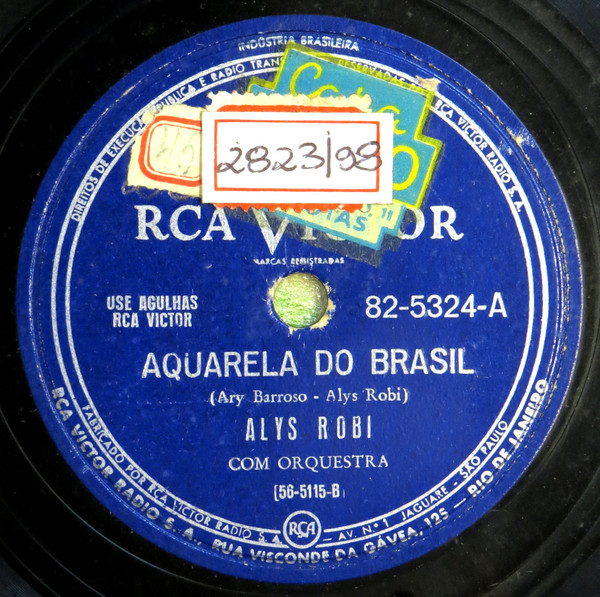 INDÚSTRIA BRASILEIRA
DIREITOS DE EXECUÇÃO PÚBLICA E RADIO TRANS RESERVADOS RCA VICTOR RADIO S. A.
2823/98
RCA VICTOR
MARCAS REGISTRADAS
USE AGULHAS
RCA VICTOR
82-5324-A
AQUARELA DO BRASIL
(Ary Barroso - Alys Robi)
ALYS ROBI
COM ORQUESTRA
(56-5115-B)
RCA
FABRICADO POR RCA VICTOR RADIO S. A. — AV. N.º 1 JAGUARE - SÃO PAULO
RCA VICTOR RADIO S. A., RUA VISCONDE DA GÁVEA, 125 — RIO DE JANEIRO